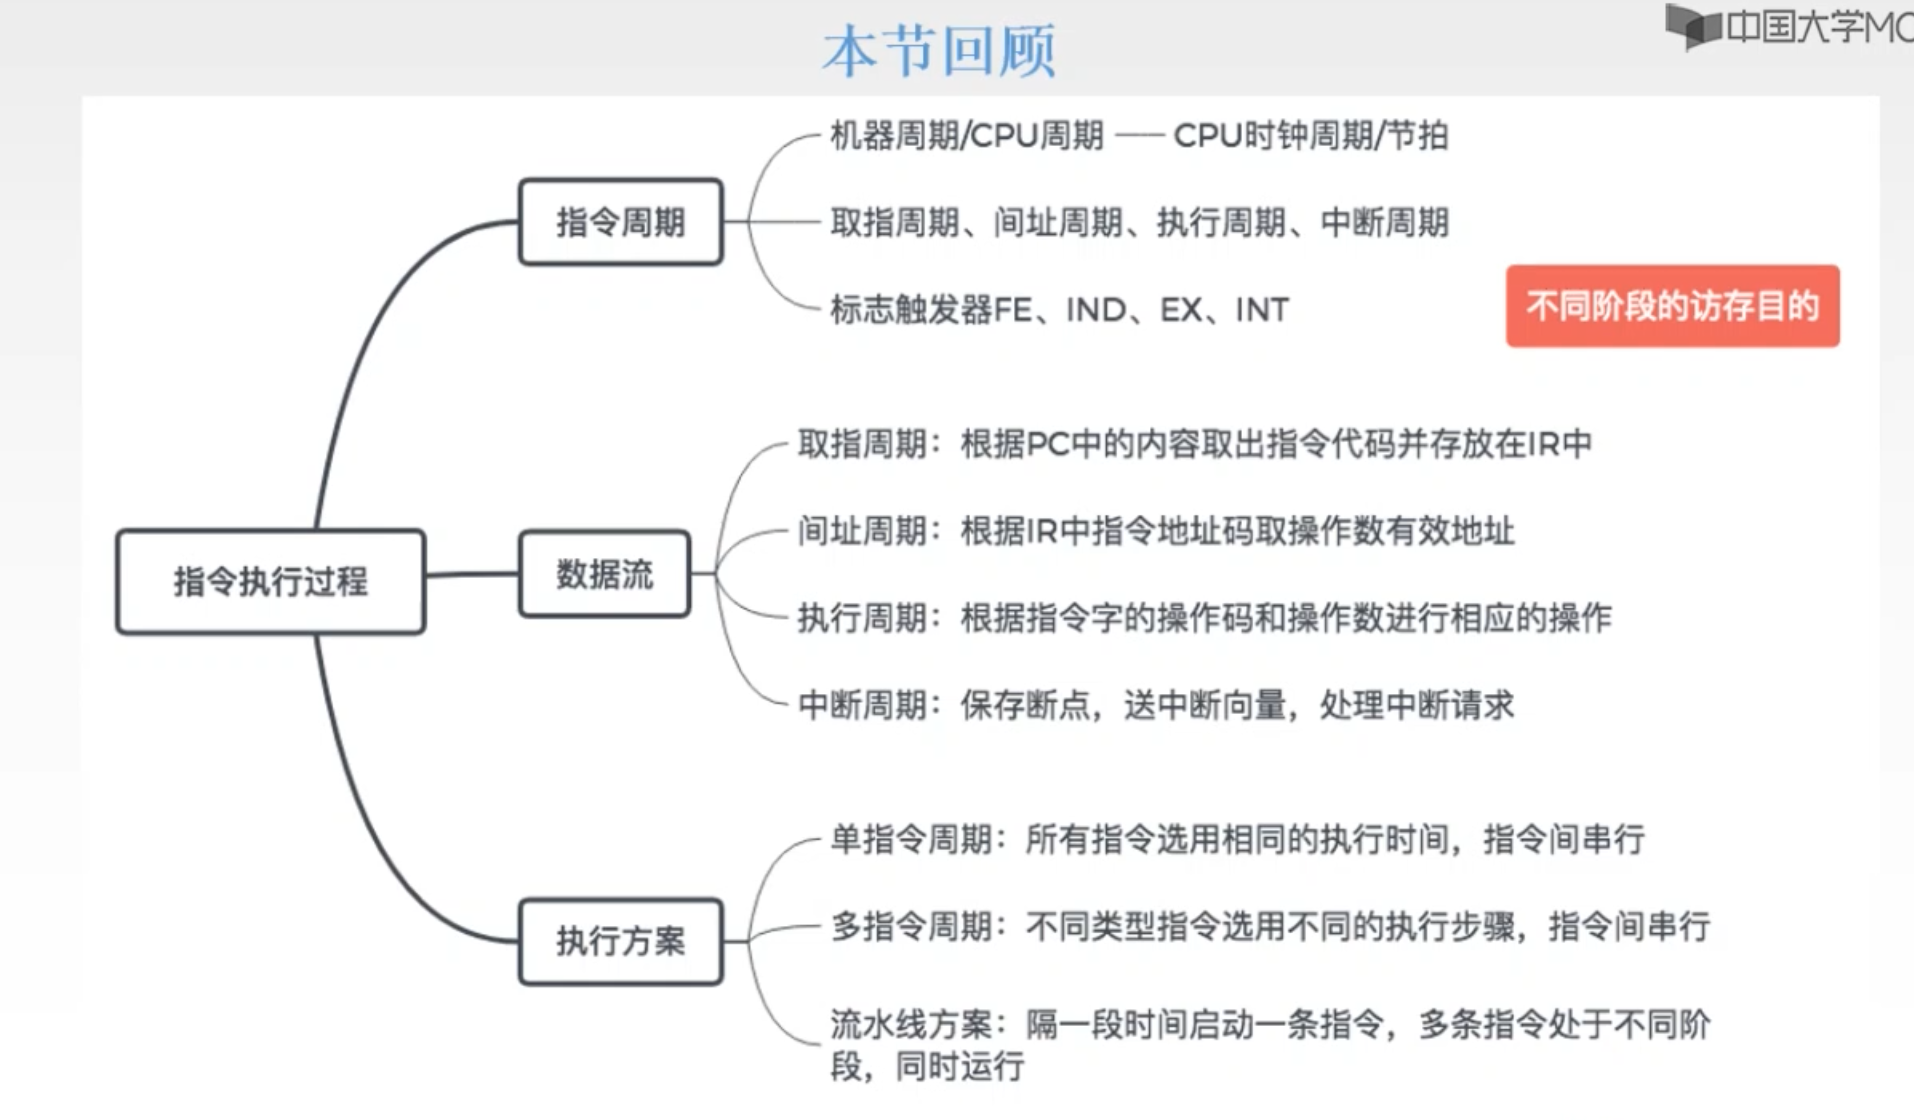 本节回顾
中国大学MO
机器周期/CPU周期 —— CPU时钟周期/节拍
指令周期
取指周期、间址周期、执行周期、中断周期
标志触发器FE、IND、EX、INT
不同阶段的访存目的
取指周期：根据PC中的内容取出指令代码并存放在IR中
间址周期：根据IR中指令地址码取操作数有效地址
指令执行过程
数据流
执行周期：根据指令字的操作码和操作数进行相应的操作
中断周期：保存断点，送中断向量，处理中断请求
单指令周期：所有指令选用相同的执行时间，指令间串行
执行方案
多指令周期：不同类型指令选用不同的执行步骤，指令间串行
流水线方案：隔一段时间启动一条指令，多条指令处于不同阶
段，同时运行